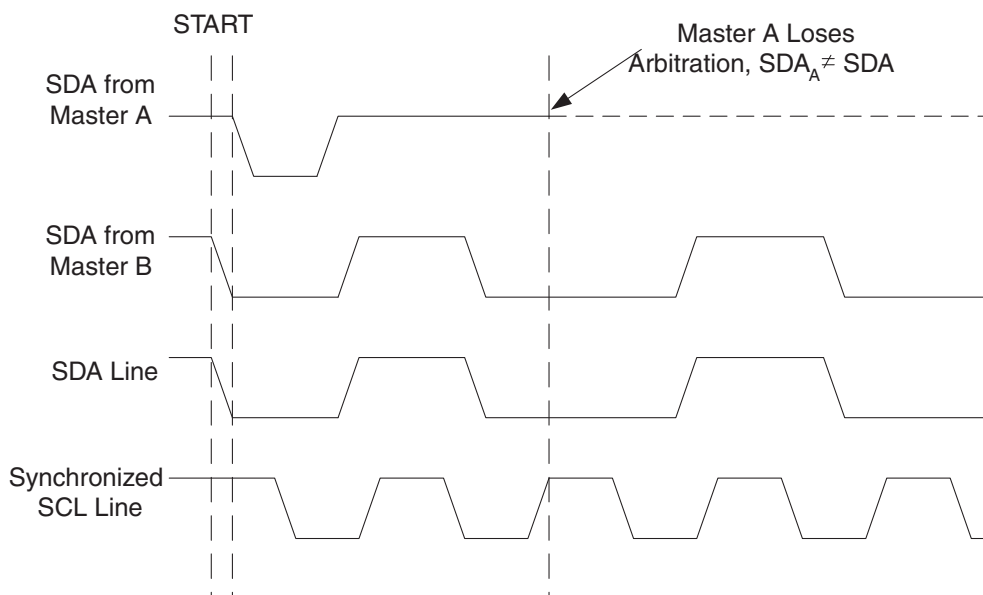 START
Master A Loses
Arbitration, SDA_A ≠ SDA
SDA from
Master A
SDA from
Master B
SDA Line
Synchronized
SCL Line